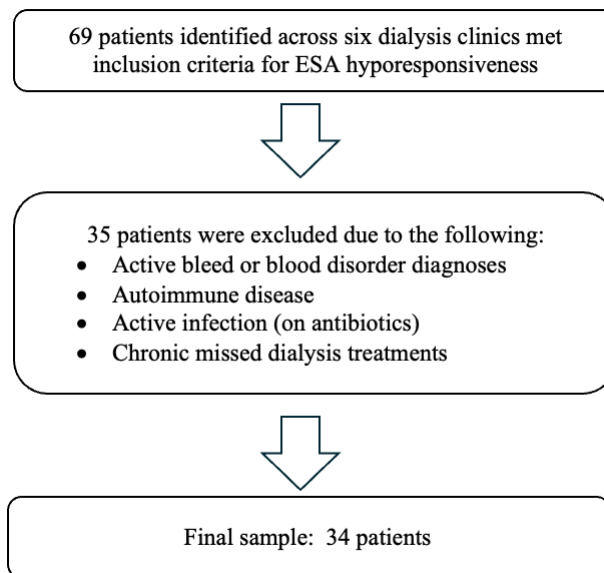 69 patients identified across six dialysis clinics met
inclusion criteria for ESA hyporesponsiveness
35 patients were excluded due to the following:
• Active bleed or blood disorder diagnoses
• Autoimmune disease
• Active infection (on antibiotics)
• Chronic missed dialysis treatments
Final sample:  34 patients